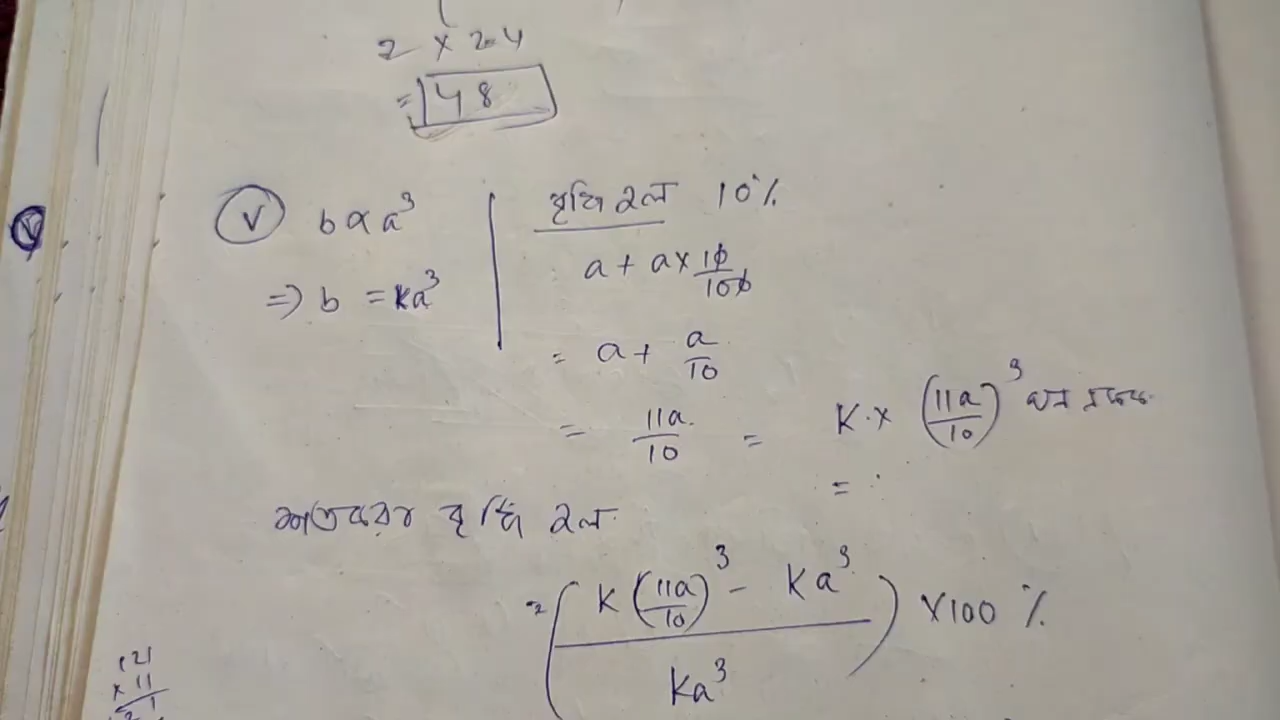 2 × 24
= 48
(v) b ∝ a³
⇒ b = Ka³
বৃদ্ধি হল 10%
a + a × 10/100
= a + a/10
= 11a/10 = K × (11a/10)³
=
শতকরা বৃদ্ধি হল
= (K(11a/10)³ - Ka³ / Ka³) × 100 %
121
× 11